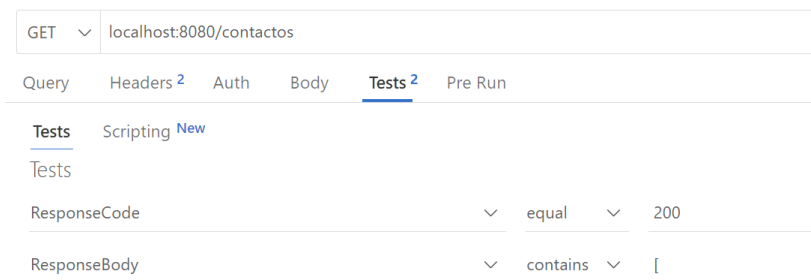 GET localhost:8080/contactos
Query Headers 2 Auth Body Tests 2 Pre Run
Tests Scripting New
Tests
ResponseCode equal 200
ResponseBody contains [